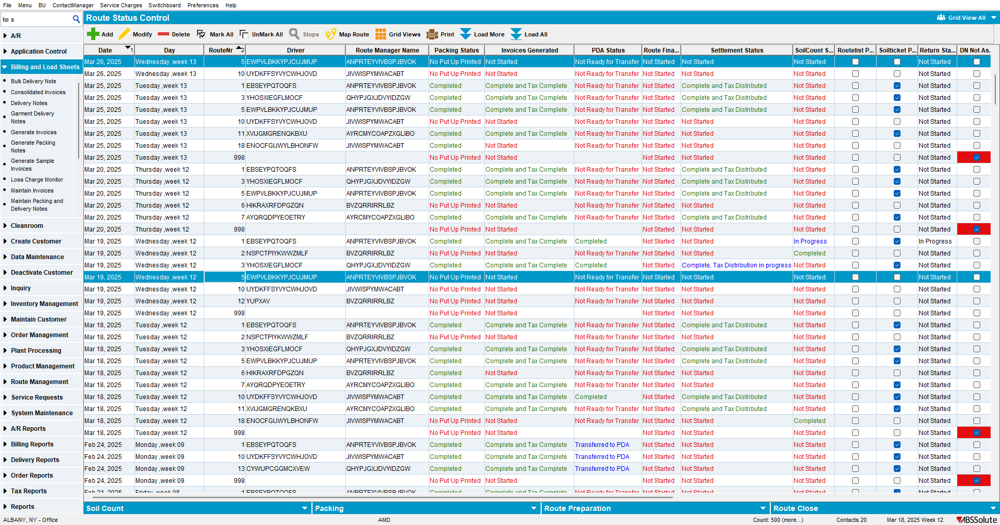 File Menu BU ContactManager Service Charges Switchboard Preferences Help
te s
Route Status Control
Grid View All
Add Modify Delete Mark All UnMark All Stops Map Route Grid Views Print Load More Load All
A/R
Application Control
Billing and Load Sheets
Bulk Delivery Note
Consolidated Invoices
Delivery Notes
Garment Delivery
Notes
Generate Invoices
Generate Packing
Notes
Generate Sample
Invoices
Loss Charge Monitor
Maintain Invoices
Maintain Packing and
Delivery Notes
Cleanroom
Create Customer
Data Maintenance
Deactivate Customer
Inquiry
Inventory Management
Maintain Customer
Order Management
Plant Processing
Product Management
Route Management
Service Requests
System Maintenance
A/R Reports
Billing Reports
Delivery Reports
Order Reports
Tax Reports
Reports
Date 1 Day RouteNr 2 Driver Route Manager Name Packing Status Invoices Generated PDA Status Route Fina... Settlement Status SoilCount S... Routelist P... Soilticket P... Return Sta... DN Not As.
Mar 26, 2025 Wednesday ,week 13 5 EWPVLBKKYPJCUJMUP ANPRTEYVIVBSPJBVOK No Put Up Printed Not Started Not Ready for Transfer Not Started Not Started Not Started Not Started
Mar 26, 2025 Wednesday ,week 13 10 UYDKFFSYVYCWHJOVD JIVWISPYMWACABT No Put Up Printed Not Started Not Ready for Transfer Not Started Not Started Not Started Not Started
Mar 25, 2025 Tuesday ,week 13 1 EBSEYPQTOQFS ANPRTEYVIVBSPJBVOK Completed Complete and Tax Complete Not Ready for Transfer Not Started Complete and Tax Distributed Not Started Not Started
Mar 25, 2025 Tuesday ,week 13 3 YHOSXIEGFLMOCF QHYPJGXJDVYIDZGW Completed Complete and Tax Complete Not Ready for Transfer Not Started Complete and Tax Distributed Not Started Not Started
Mar 25, 2025 Tuesday ,week 13 5 EWPVLBKKYPJCUJMUP ANPRTEYVIVBSPJBVOK Completed Complete and Tax Complete Not Ready for Transfer Not Started Complete and Tax Distributed Not Started Not Started
Mar 25, 2025 Tuesday ,week 13 10 UYDKFFSYVYCWHJOVD JIVWISPYMWACABT No Put Up Printed Not Started Not Ready for Transfer Not Started Not Started Not Started Not Started
Mar 25, 2025 Tuesday ,week 13 11 XVIJGMGRENQKBXU AYRCMYCOAPZXGLIBO Completed Complete and Tax Complete Not Ready for Transfer Not Started Not Started Not Started Not Started
Mar 25, 2025 Tuesday ,week 13 18 ENOCFGIJWYLBHONFW JIVWISPYMWACABT Completed Not Started Not Ready for Transfer Not Started Not Started Not Started Not Started
Mar 25, 2025 Tuesday ,week 13 998 No Put Up Printed Not Started Not Started Not Started Not Started Not Started
Mar 20, 2025 Thursday ,week 12 1 EBSEYPQTOQFS ANPRTEYVIVBSPJBVOK Completed Complete and Tax Complete Not Ready for Transfer Not Started Complete and Tax Distributed Not Started Not Started
Mar 20, 2025 Thursday ,week 12 3 YHOSXIEGFLMOCF QHYPJGXJDVYIDZGW Completed Complete and Tax Complete Not Ready for Transfer Not Started Complete and Tax Distributed Not Started Not Started
Mar 20, 2025 Thursday ,week 12 5 EWPVLBKKYPJCUJMUP ANPRTEYVIVBSPJBVOK Completed Complete and Tax Complete Not Ready for Transfer Not Started Complete and Tax Distributed Not Started Not Started
Mar 20, 2025 Thursday ,week 12 6 HIKRAXRFDPGZQN BVZQRRIRRLBZ No Put Up Printed Not Started Not Ready for Transfer Not Started Not Started Not Started Not Started
Mar 20, 2025 Thursday ,week 12 7 AYQRQDPYEOETRY AYRCMYCOAPZXGLIBO Completed Complete and Tax Complete Not Ready for Transfer Not Started Complete and Tax Distributed Not Started Not Started
Mar 20, 2025 Thursday ,week 12 998 No Put Up Printed Not Started Not Started Not Started Not Started Not Started
Mar 19, 2025 Wednesday ,week 12 1 EBSEYPQTOQFS ANPRTEYVIVBSPJBVOK Completed Complete and Tax Complete Completed Not Started Not Started In Progress In Progress
Mar 19, 2025 Wednesday ,week 12 2 NSPCTPIYKWWZMLF BVZQRRIRRLBZ No Put Up Printed Not Started Not Ready for Transfer Not Started Not Started Completed Not Started
Mar 19, 2025 Wednesday ,week 12 3 YHOSXIEGFLMOCF QHYPJGXJDVYIDZGW Completed Complete and Tax Complete Completed Not Started Complete, Tax Distribution in progress Not Started Not Started
Mar 19, 2025 Wednesday ,week 12 5 EWPVLBKKYPJCUJMUP ANPRTEYVIVBSPJBVOK No Put Up Printed Not Started Not Ready for Transfer Not Started Not Started Not Started Not Started
Mar 19, 2025 Wednesday ,week 12 10 UYDKFFSYVYCWHJOVD JIVWISPYMWACABT No Put Up Printed Not Started Not Ready for Transfer Not Started Not Started Not Started Not Started
Mar 19, 2025 Wednesday ,week 12 12 YUPXAV BVZQRRIRRLBZ No Put Up Printed Not Started Not Ready for Transfer Not Started Not Started Not Started Not Started
Mar 19, 2025 Wednesday ,week 12 998 No Put Up Printed Not Started Not Started Not Started Not Started Not Started
Mar 18, 2025 Tuesday ,week 12 1 EBSEYPQTOQFS ANPRTEYVIVBSPJBVOK Completed Complete and Tax Complete Not Ready for Transfer Not Started Complete and Tax Distributed Not Started Not Started
Mar 18, 2025 Tuesday ,week 12 2 NSPCTPIYKWWZMLF BVZQRRIRRLBZ No Put Up Printed Not Started Not Ready for Transfer Not Started Not Started Not Started Not Started
Mar 18, 2025 Tuesday ,week 12 3 YHOSXIEGFLMOCF QHYPJGXJDVYIDZGW Completed Complete and Tax Complete Not Ready for Transfer Not Started Complete and Tax Distributed Not Started Not Started
Mar 18, 2025 Tuesday ,week 12 5 EWPVLBKKYPJCUJMUP ANPRTEYVIVBSPJBVOK Completed Complete and Tax Complete Not Ready for Transfer Not Started Complete and Tax Distributed Not Started Not Started
Mar 18, 2025 Tuesday ,week 12 6 HIKRAXRFDPGZQN BVZQRRIRRLBZ Completed Not Started Not Ready for Transfer Not Started Not Started Not Started Not Started
Mar 18, 2025 Tuesday ,week 12 7 AYQRQDPYEOETRY AYRCMYCOAPZXGLIBO Completed Complete and Tax Complete Not Ready for Transfer Not Started Not Started Not Started Not Started
Mar 18, 2025 Tuesday ,week 12 10 UYDKFFSYVYCWHJOVD JIVWISPYMWACABT Completed Complete and Tax Complete Completed Not Started Complete and Tax Distributed Not Started Not Started
Mar 18, 2025 Tuesday ,week 12 11 XVIJGMGRENQKBXU AYRCMYCOAPZXGLIBO Completed Complete and Tax Complete Not Ready for Transfer Not Started Complete and Tax Distributed Not Started Not Started
Mar 18, 2025 Tuesday ,week 12 18 ENOCFGIJWYLBHONFW JIVWISPYMWACABT No Put Up Printed Not Started Not Ready for Transfer Not Started Not Started Completed Not Started
Mar 18, 2025 Tuesday ,week 12 998 No Put Up Printed Not Started Not Started Not Started Not Started Not Started
Feb 24, 2025 Monday ,week 09 1 EBSEYPQTOQFS ANPRTEYVIVBSPJBVOK Completed Complete and Tax Complete Transferred to PDA Not Started Not Started Not Started Not Started
Feb 24, 2025 Monday ,week 09 10 UYDKFFSYVYCWHJOVD JIVWISPYMWACABT Completed Complete and Tax Complete Transferred to PDA Not Started Not Started Not Started Not Started
Feb 24, 2025 Monday ,week 09 13 CYWUPCGGMCXVEW QHYPJGXJDVYIDZGW Completed Complete and Tax Complete Transferred to PDA Not Started Not Started Not Started Not Started
Feb 24, 2025 Monday ,week 09 998 No Put Up Printed Not Started Not Started Not Started Not Started Not Started
Feb 21, 2025 Friday ,week 08 1 EBSEYPQTOQFS ANPRTEYVIVBSPJBVOK Completed Complete and Tax Complete Not Ready for Transfer Not Started Not Started Not Started Not Started
Soil Count Packing Route Preparation Route Close
ALBANY, NY - Office AMD Count: 500 (more...) Contacts 20 Mar 18, 2025 Week 12 ABSSolute